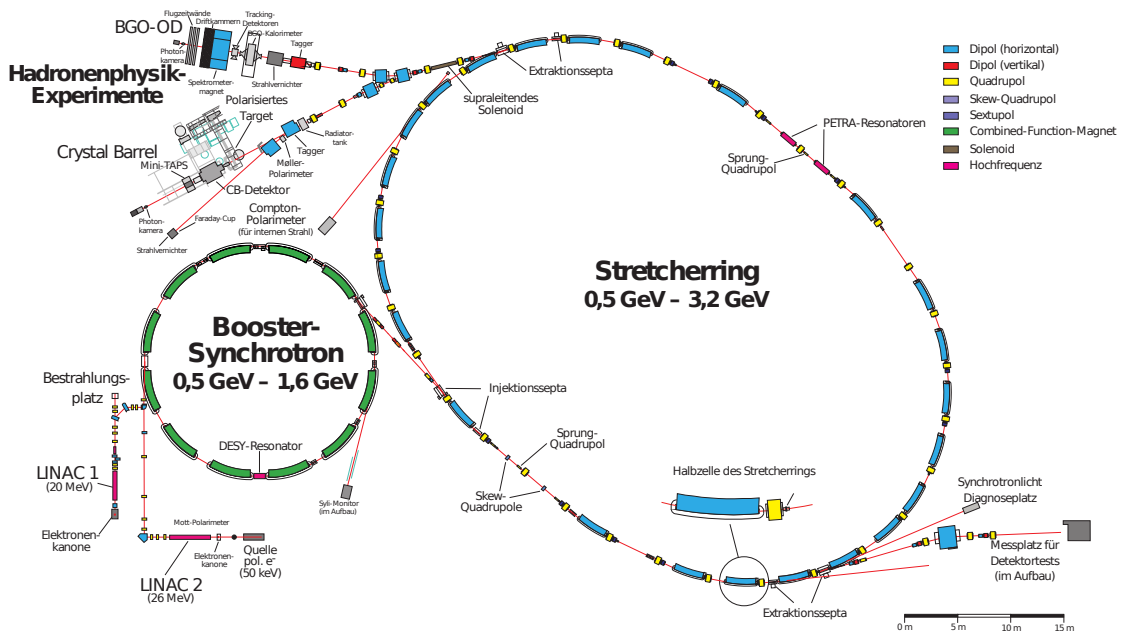 BGO-OD
Flugzeitwände
Driftkammern
Tracking-
Detektoren
BGO-Kalorimeter
Tagger
Photon-
kamera
Spektrometer-
magnet
Strahlvernichter
Hadronenphysik-
Experimente
Polarisiertes
Target
Crystal Barrel
Mini-TAPS
CB-Detektor
Møller-
Polarimeter
Tagger
Radiator-
tank
Photon-
kamera
Faraday-Cup
Strahlvernichter
Compton-
Polarimeter
(für internen Strahl)
Extraktionssepta
supraleitendes
Solenoid
PETRA-Resonatoren
Sprung-
Quadrupol
Dipol (horizontal)
Dipol (vertikal)
Quadrupol
Skew-Quadrupol
Sextupol
Combined-Function-Magnet
Solenoid
Hochfrequenz
Stretcherring
0,5 GeV – 3,2 GeV
Booster-
Synchrotron
0,5 GeV – 1,6 GeV
DESY-Resonator
Bestrahlungs-
platz
LINAC 1
(20 MeV)
Elektronen-
kanone
Mott-Polarimeter
Elektronen-
kanone
LINAC 2
(26 MeV)
Quelle
pol. e⁻
(50 keV)
Syli-Monitor
(im Aufbau)
Injektionssepta
Sprung-
Quadrupol
Skew-
Quadrupole
Halbzelle des Stretcherrings
Synchrotronlicht
Diagnoseplatz
Messplatz für
Detektortests
(im Aufbau)
Extraktionssepta
0 m
5 m
10 m
15 m